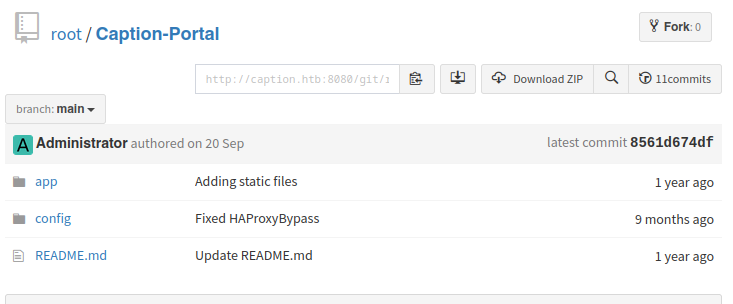 root / Caption-Portal
Fork: 0
http://caption.htb:8080/git/
Download ZIP
11commits
branch: main
A Administrator authored on 20 Sep
latest commit 8561d674df
app Adding static files 1 year ago
config Fixed HAProxyBypass 9 months ago
README.md Update README.md 1 year ago